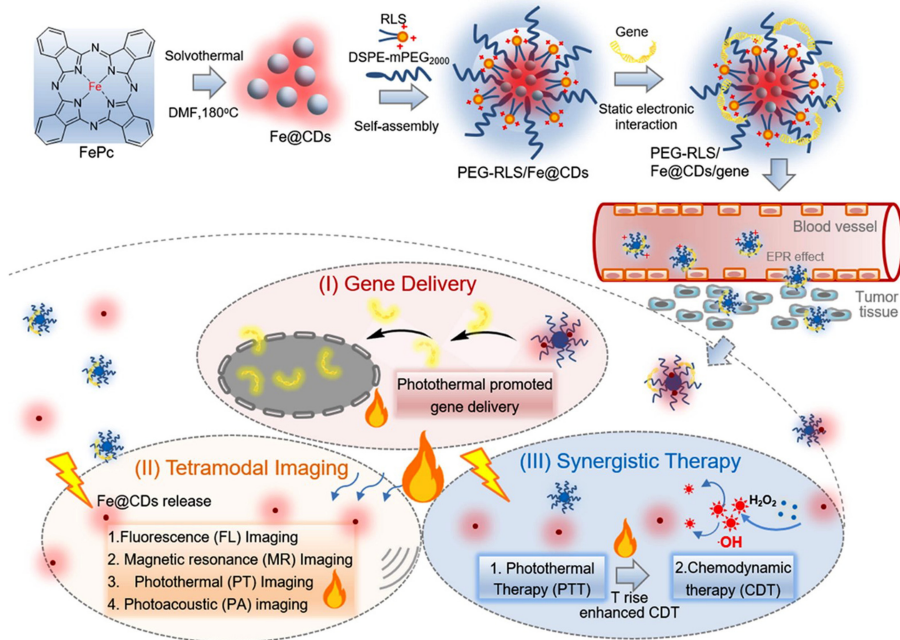 Fe
N
N
N
N
N
N
N
N
FePc
Solvothermal
DMF,180ºC
Fe@CDs
RLS
DSPE-mPEG2000
Self-assembly
PEG-RLS/Fe@CDs
Gene
Static electronic
interaction
PEG-RLS/
Fe@CDs/gene
Blood vessel
EPR effect
Tumor
tissue
(I) Gene Delivery
Photothermal promoted
gene delivery
(II) Tetramodal Imaging
Fe@CDs release
1.Fluorescence (FL) Imaging
2. Magnetic resonance (MR) Imaging
3. Photothermal (PT) Imaging
4. Photoacoustic (PA) imaging
(III) Synergistic Therapy
H2O2
·OH
1. Photothermal
Therapy (PTT)
T rise
enhanced CDT
2.Chemodynamic
therapy (CDT)